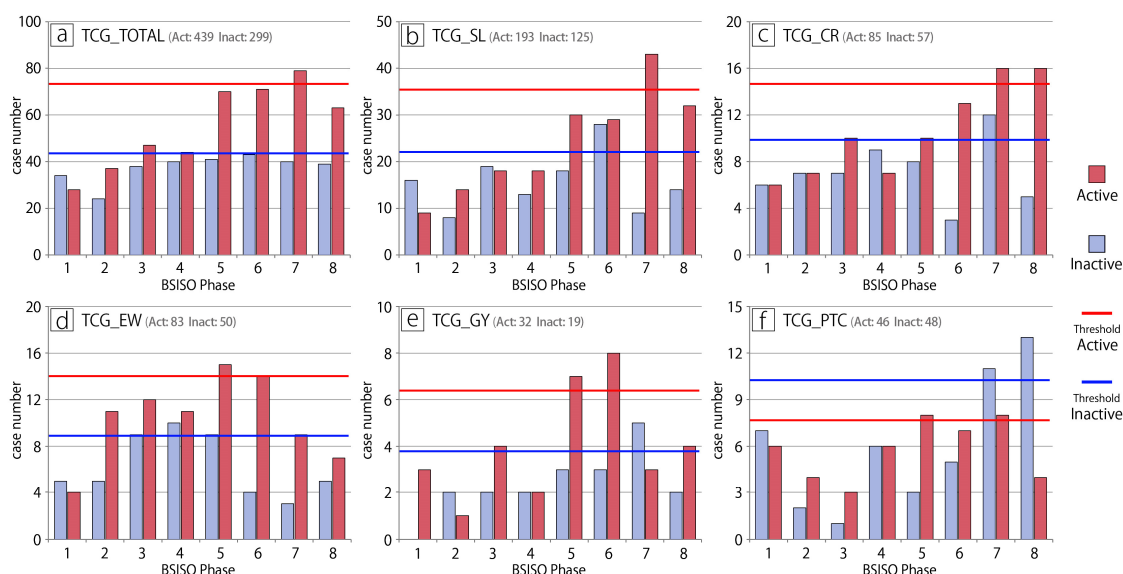 a TCG_TOTAL (Act: 439 Inact: 299)
case number
100
80
60
40
20
0
1 2 3 4 5 6 7 8
BSISO Phase
b TCG_SL (Act: 193 Inact: 125)
case number
50
40
30
20
10
0
1 2 3 4 5 6 7 8
BSISO Phase
c TCG_CR (Act: 85 Inact: 57)
case number
20
16
12
8
4
0
1 2 3 4 5 6 7 8
BSISO Phase
d TCG_EW (Act: 83 Inact: 50)
case number
20
16
12
8
4
0
1 2 3 4 5 6 7 8
BSISO Phase
e TCG_GY (Act: 32 Inact: 19)
case number
10
8
6
4
2
0
1 2 3 4 5 6 7 8
BSISO Phase
f TCG_PTC (Act: 46 Inact: 48)
case number
15
12
9
6
3
0
1 2 3 4 5 6 7 8
BSISO Phase
Active
Inactive
Threshold
Active
Threshold
Inactive